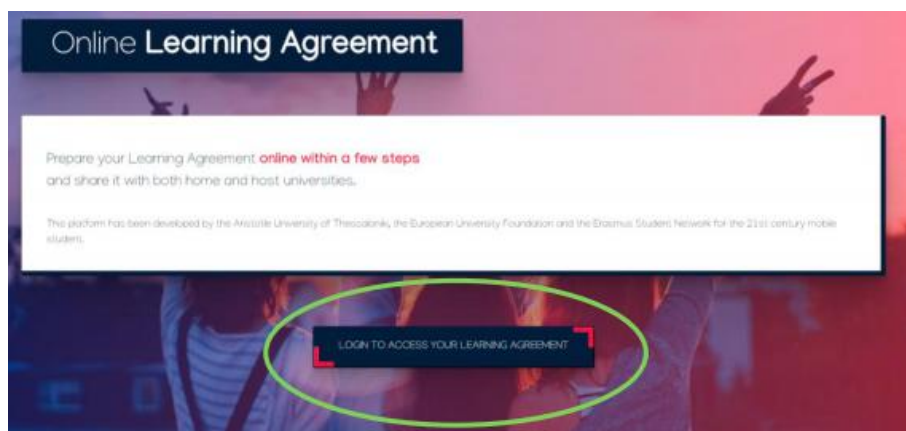 Online Learning Agreement
Prepare your Learning Agreement online within a few steps
and share it with both home and host universities.
This platform has been developed by the Aristotle University of Thessaloniki, the European University Foundation and the Erasmus Student Network for the 21st century mobile
student.
LOGIN TO ACCESS YOUR LEARNING AGREEMENT